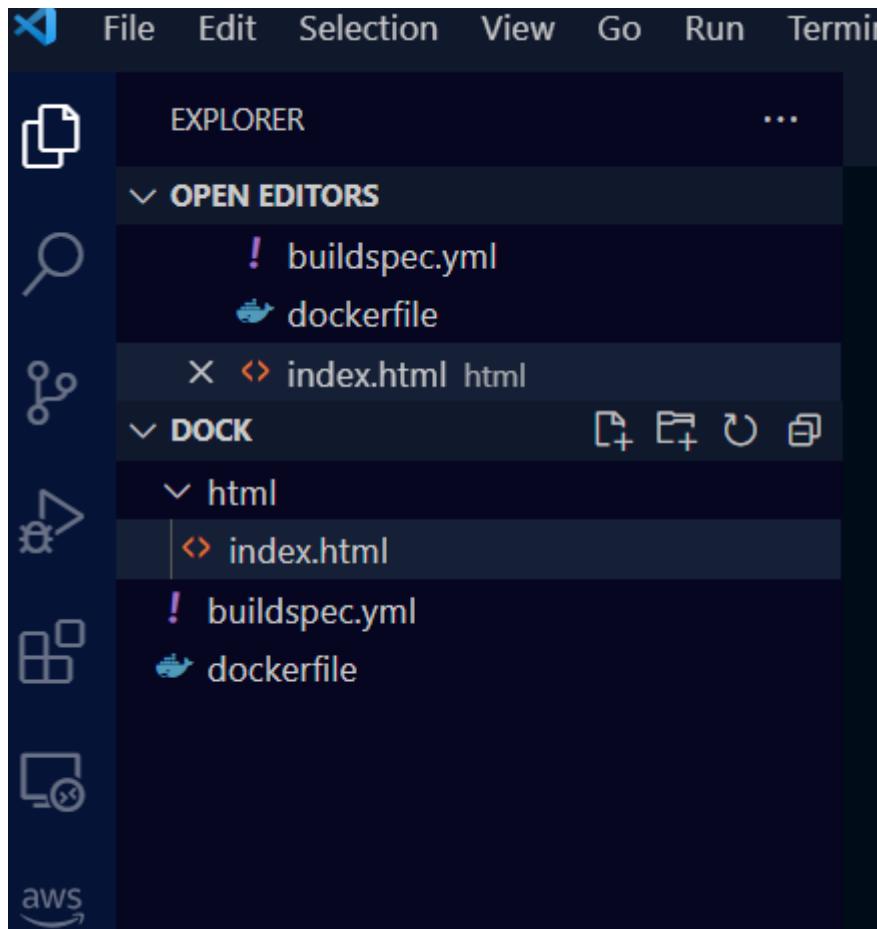 File Edit Selection View Go Run Termin
EXPLORER
OPEN EDITORS
buildspec.yml
dockerfile
index.html html
DOCK
html
index.html
buildspec.yml
dockerfile
aws